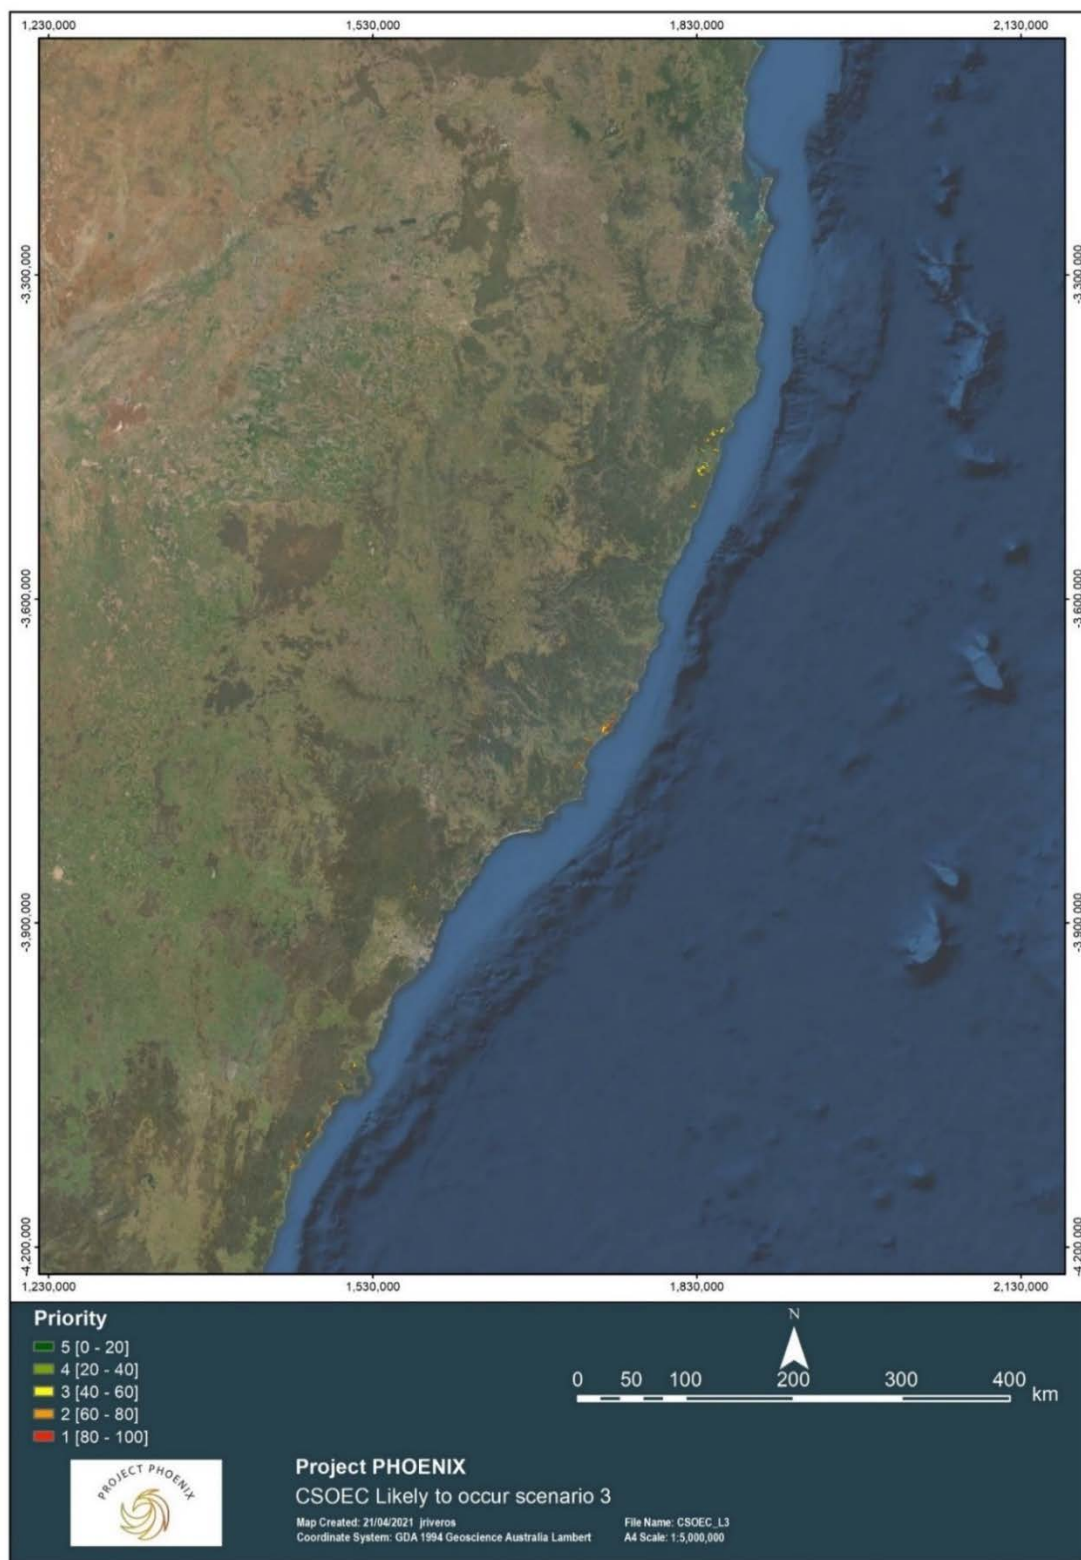 1,230,000 1,530,000 1,830,000 2,130,000
-3,300,000 -3,300,000
-3,600,000 -3,600,000
-3,900,000 -3,900,000
-4,200,000 -4,200,000
1,230,000 1,530,000 1,830,000 2,130,000
Priority
5 [0 - 20]
4 [20 - 40]
3 [40 - 60]
2 [60 - 80]
1 [80 - 100]
N
0 50 100 200 300 400
km
PROJECT PHOENIX
Project PHOENIX
CSOEC Likely to occur scenario 3
Map Created: 21/04/2021 jriveros
Coordinate System: GDA 1994 Geoscience Australia Lambert
File Name: CSOEC_L3
A4 Scale: 1:5,000,000